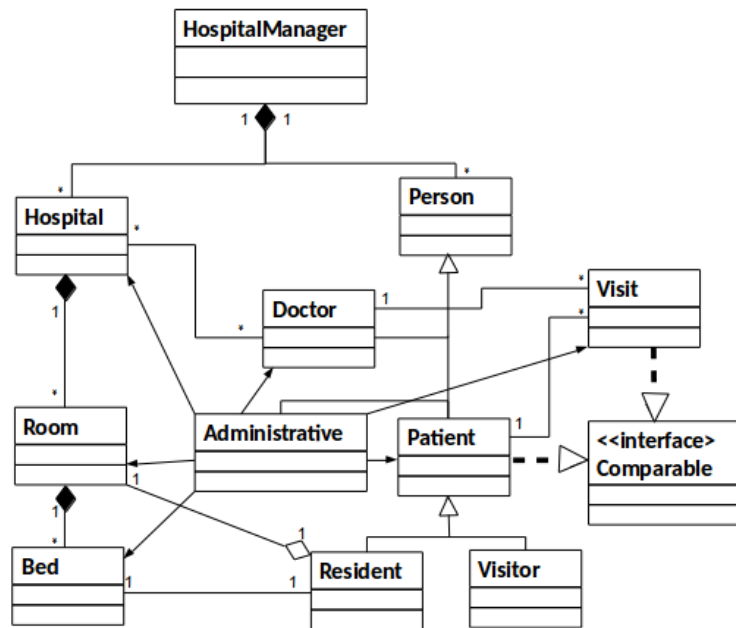 HospitalManager
1 1
* *
Hospital
Person
*
Doctor
1
*
Visit
*
1
*
*
Room
Administrative
Patient
1
<<interface>
Comparable
1
1
1
*
Bed
Resident
Visitor
1
1